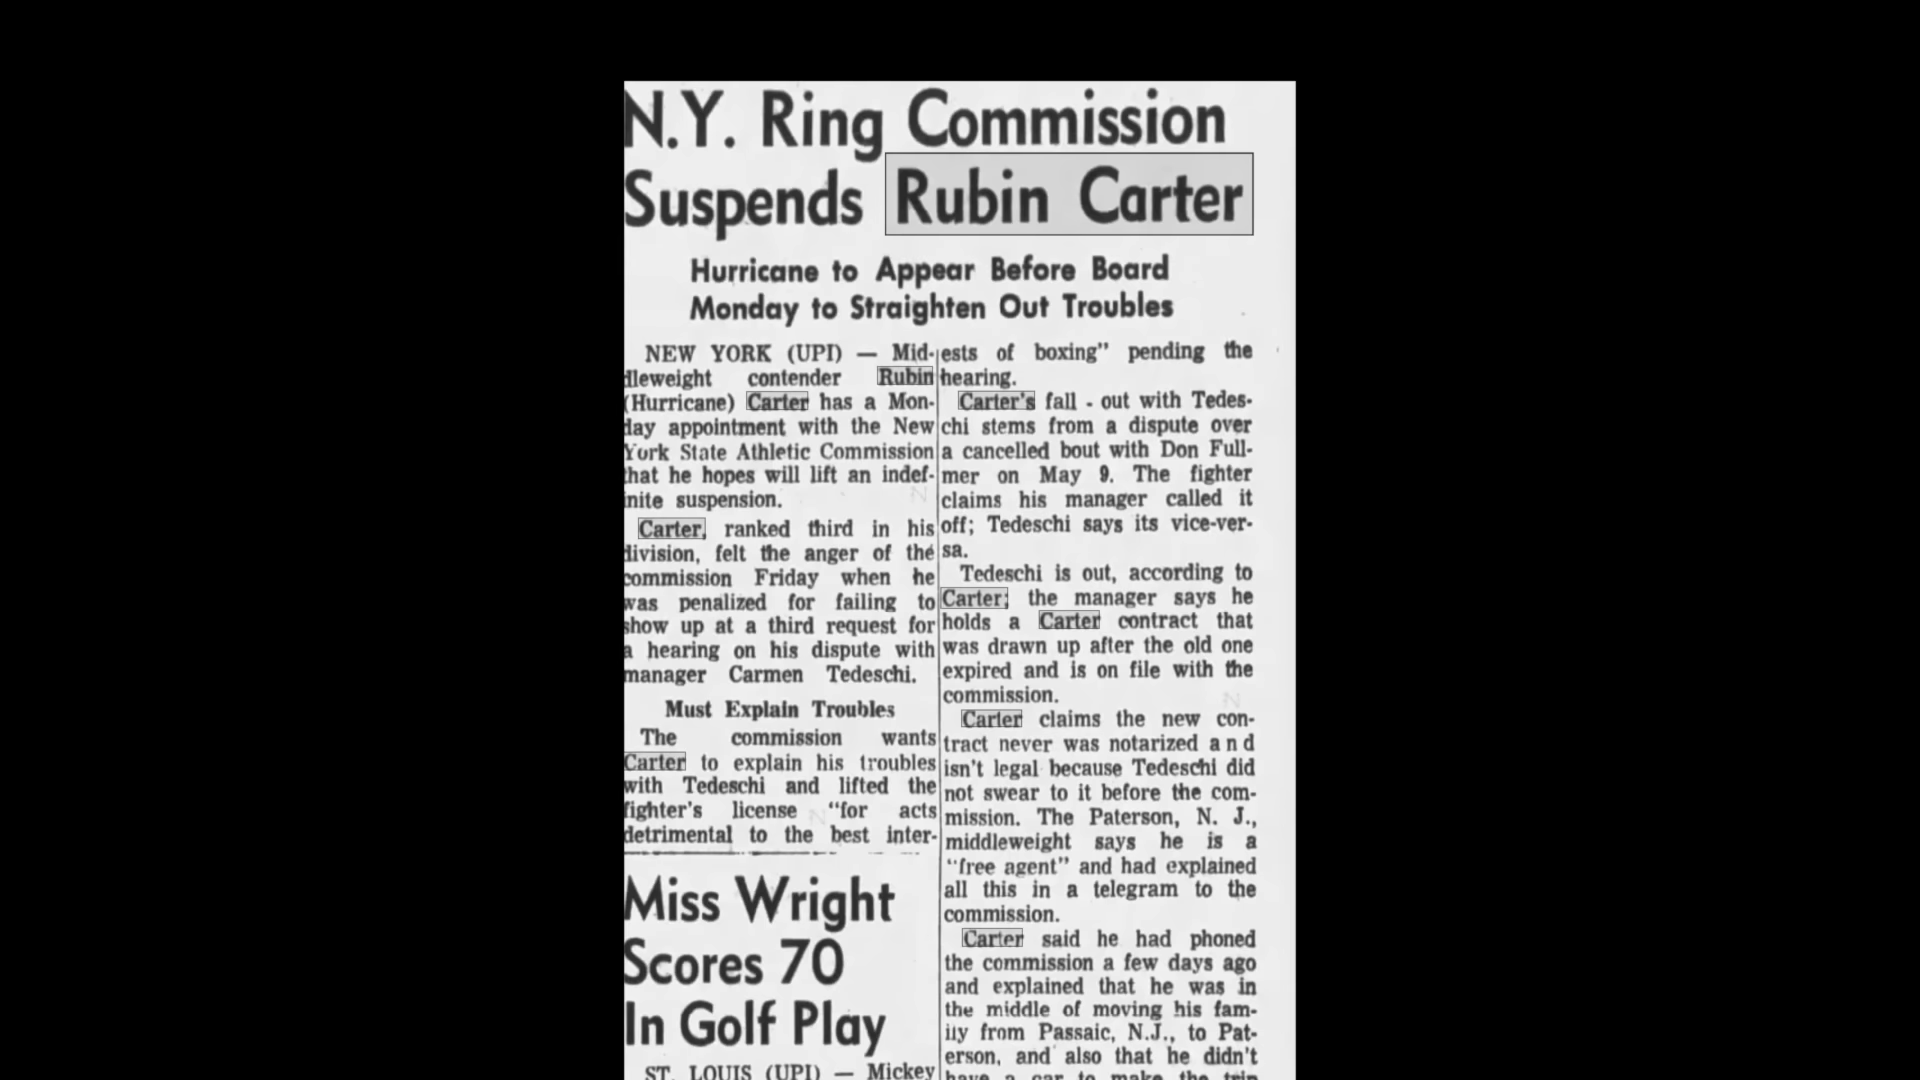 N.Y. Ring Commission
Suspends Rubin Carter
Hurricane to Appear Before Board
Monday to Straighten Out Troubles
NEW YORK (UPI) — Mid-
dleweight contender Rubin
(Hurricane) Carter has a Mon-
day appointment with the New
York State Athletic Commission
that he hopes will lift an indef-
inite suspension.
Carter, ranked third in his
division, felt the anger of the
commission Friday when he
was penalized for failing to
show up at a third request for
a hearing on his dispute with
manager Carmen Tedeschi.
Must Explain Troubles
The commission wants
Carter to explain his troubles
with Tedeschi and lifted the
fighter's license "for acts
detrimental to the best inter-
ests of boxing" pending the
hearing.
Carter's fall - out with Tedes-
chi stems from a dispute over
a cancelled bout with Don Full-
mer on May 9. The fighter
claims his manager called it
off; Tedeschi says its vice-ver-
sa.
Tedeschi is out, according to
Carter; the manager says he
holds a Carter contract that
was drawn up after the old one
expired and is on file with the
commission.
Carter claims the new con-
tract never was notarized and
isn't legal because Tedeschi did
not swear to it before the com-
mission. The Paterson, N. J.,
middleweight says he is a
"free agent" and had explained
all this in a telegram to the
commission.
Carter said he had phoned
the commission a few days ago
and explained that he was in
the middle of moving his fam-
ily from Passaic, N.J., to Pat-
erson, and also that he didn't
have a car to make the trip
Miss Wright
Scores 70
In Golf Play
ST. LOUIS (UPI) — Mickey